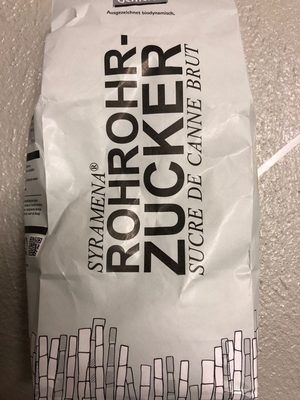 Ausgezeichnet biodynamisch.
SYRAMENA®
ROHROHR-
ZUCKER
SUCRE DE CANNE BRUT